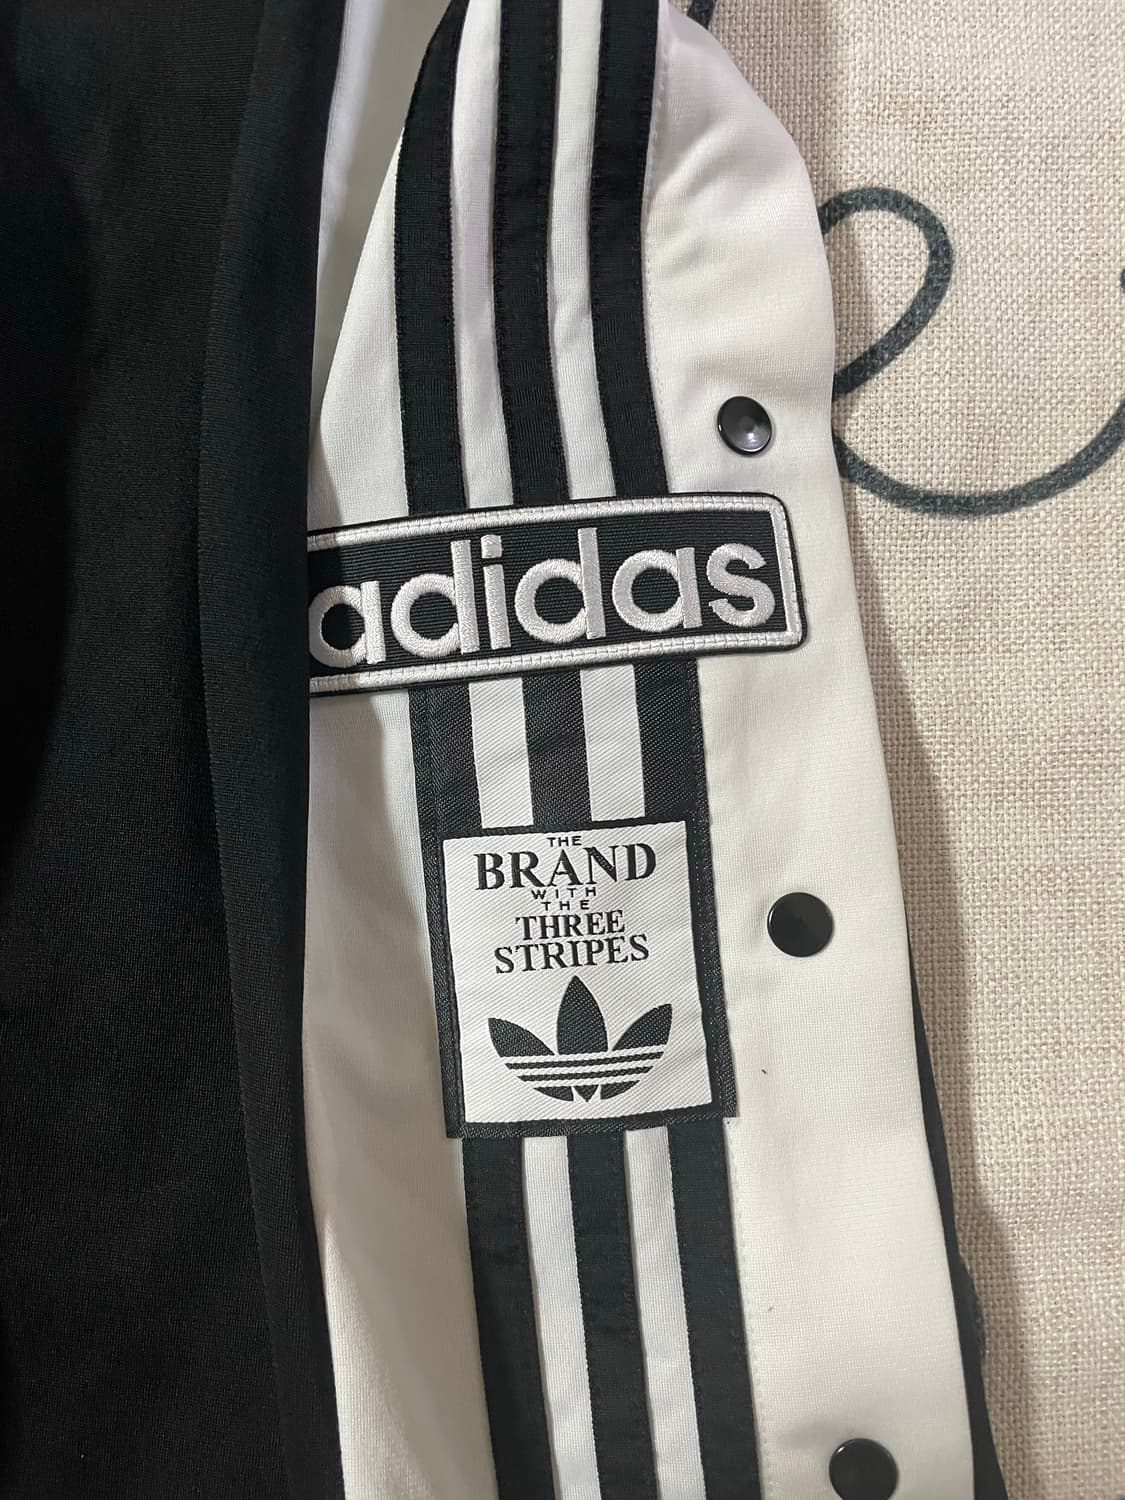 adidas
THE
BRAND
WITH
THE
THREE
STRIPES